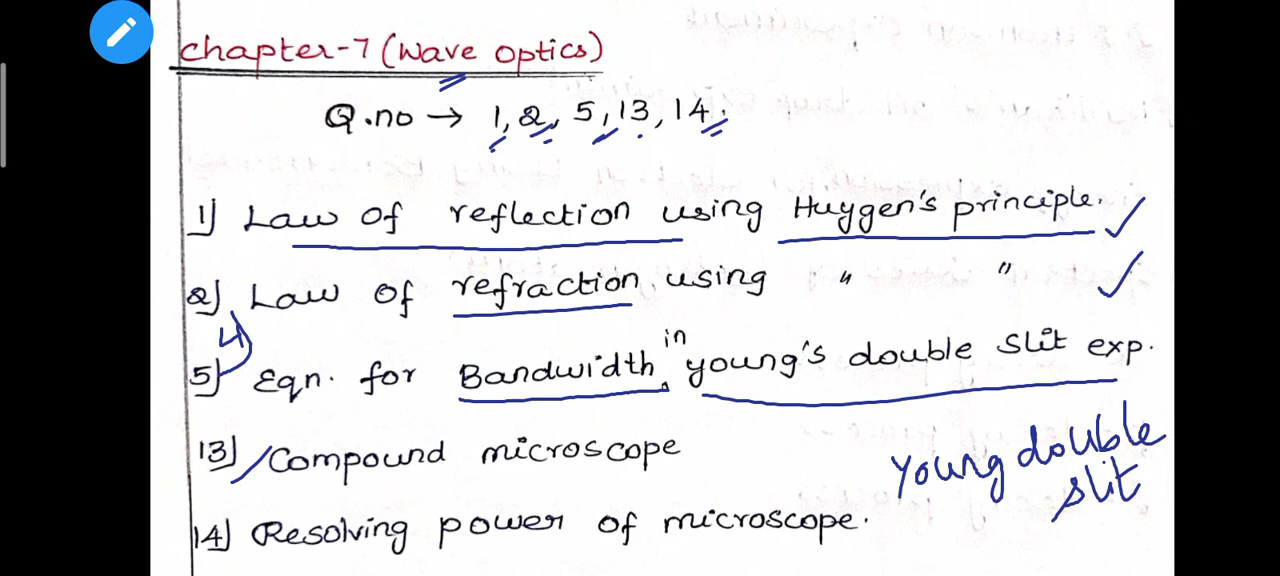 Chapter-7 (Wave Optics)
Q.no → 1, 2, 5, 13, 14.
1) Law of reflection using Huygen's principle. ✓
2) Law of refraction using " " ✓
4)
5) Eqn. for Bandwidth in young's double slit exp.
13) Compound microscope
young double
slit
14) Resolving power of microscope.